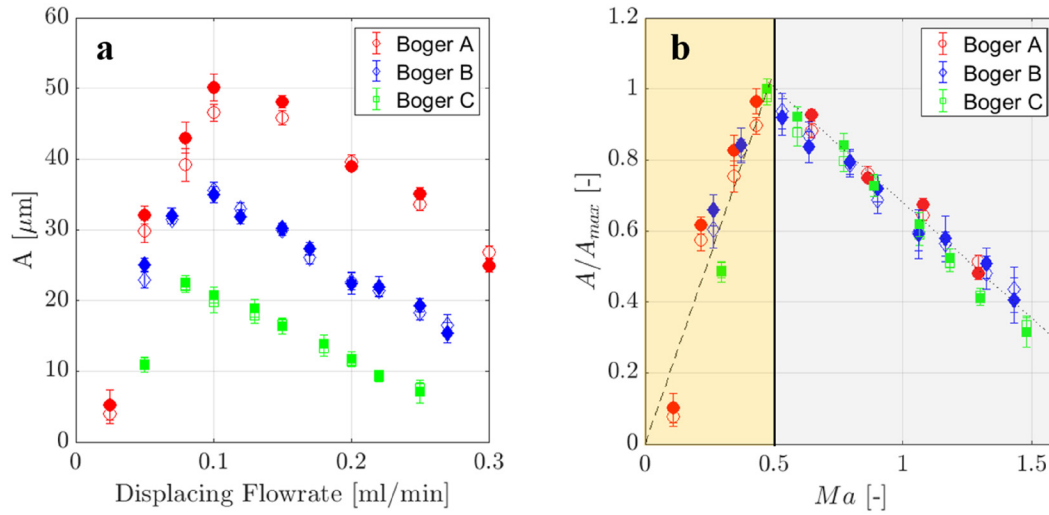 a
Boger A
Boger B
Boger C
A [μm]
60
50
40
30
20
10
0
0 0.1 0.2 0.3
Displacing Flowrate [ml/min]
b
Boger A
Boger B
Boger C
A/A_max [-]
1.2
1
0.8
0.6
0.4
0.2
0
0 0.5 1 1.5
Ma [-]